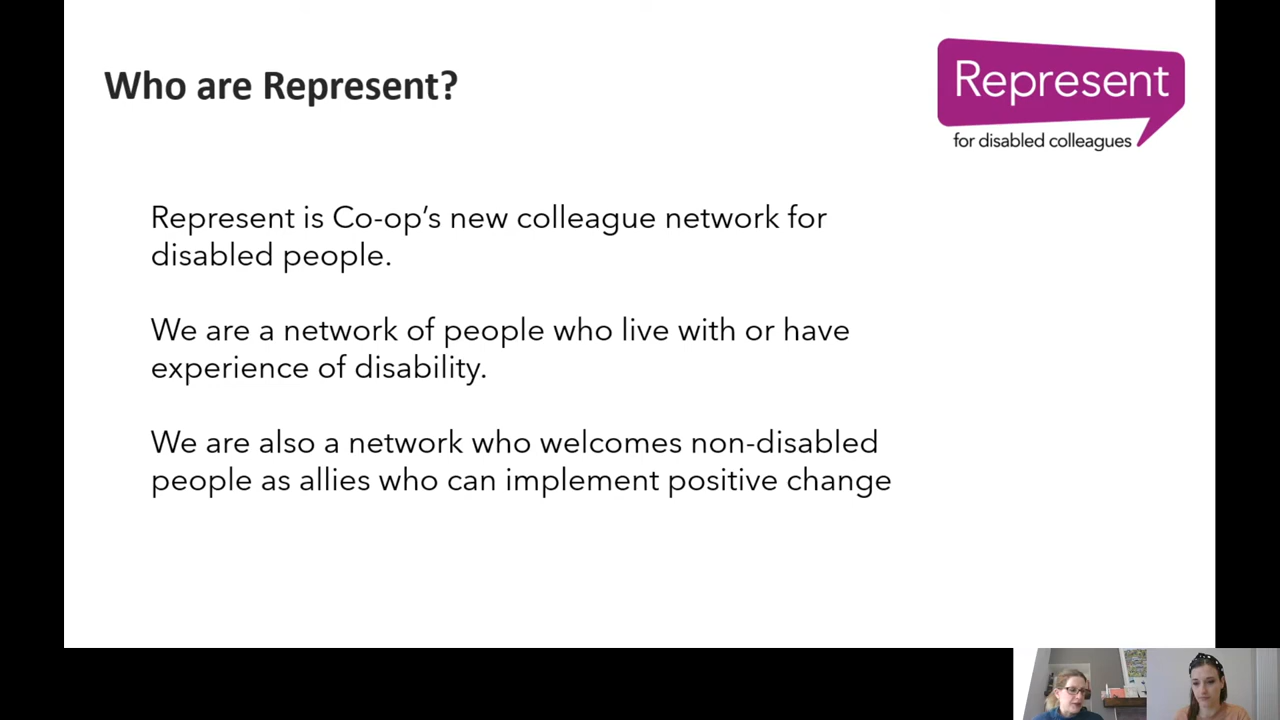 Who are Represent?
Represent
for disabled colleagues
Represent is Co-op’s new colleague network for
disabled people.
We are a network of people who live with or have
experience of disability.
We are also a network who welcomes non-disabled
people as allies who can implement positive change